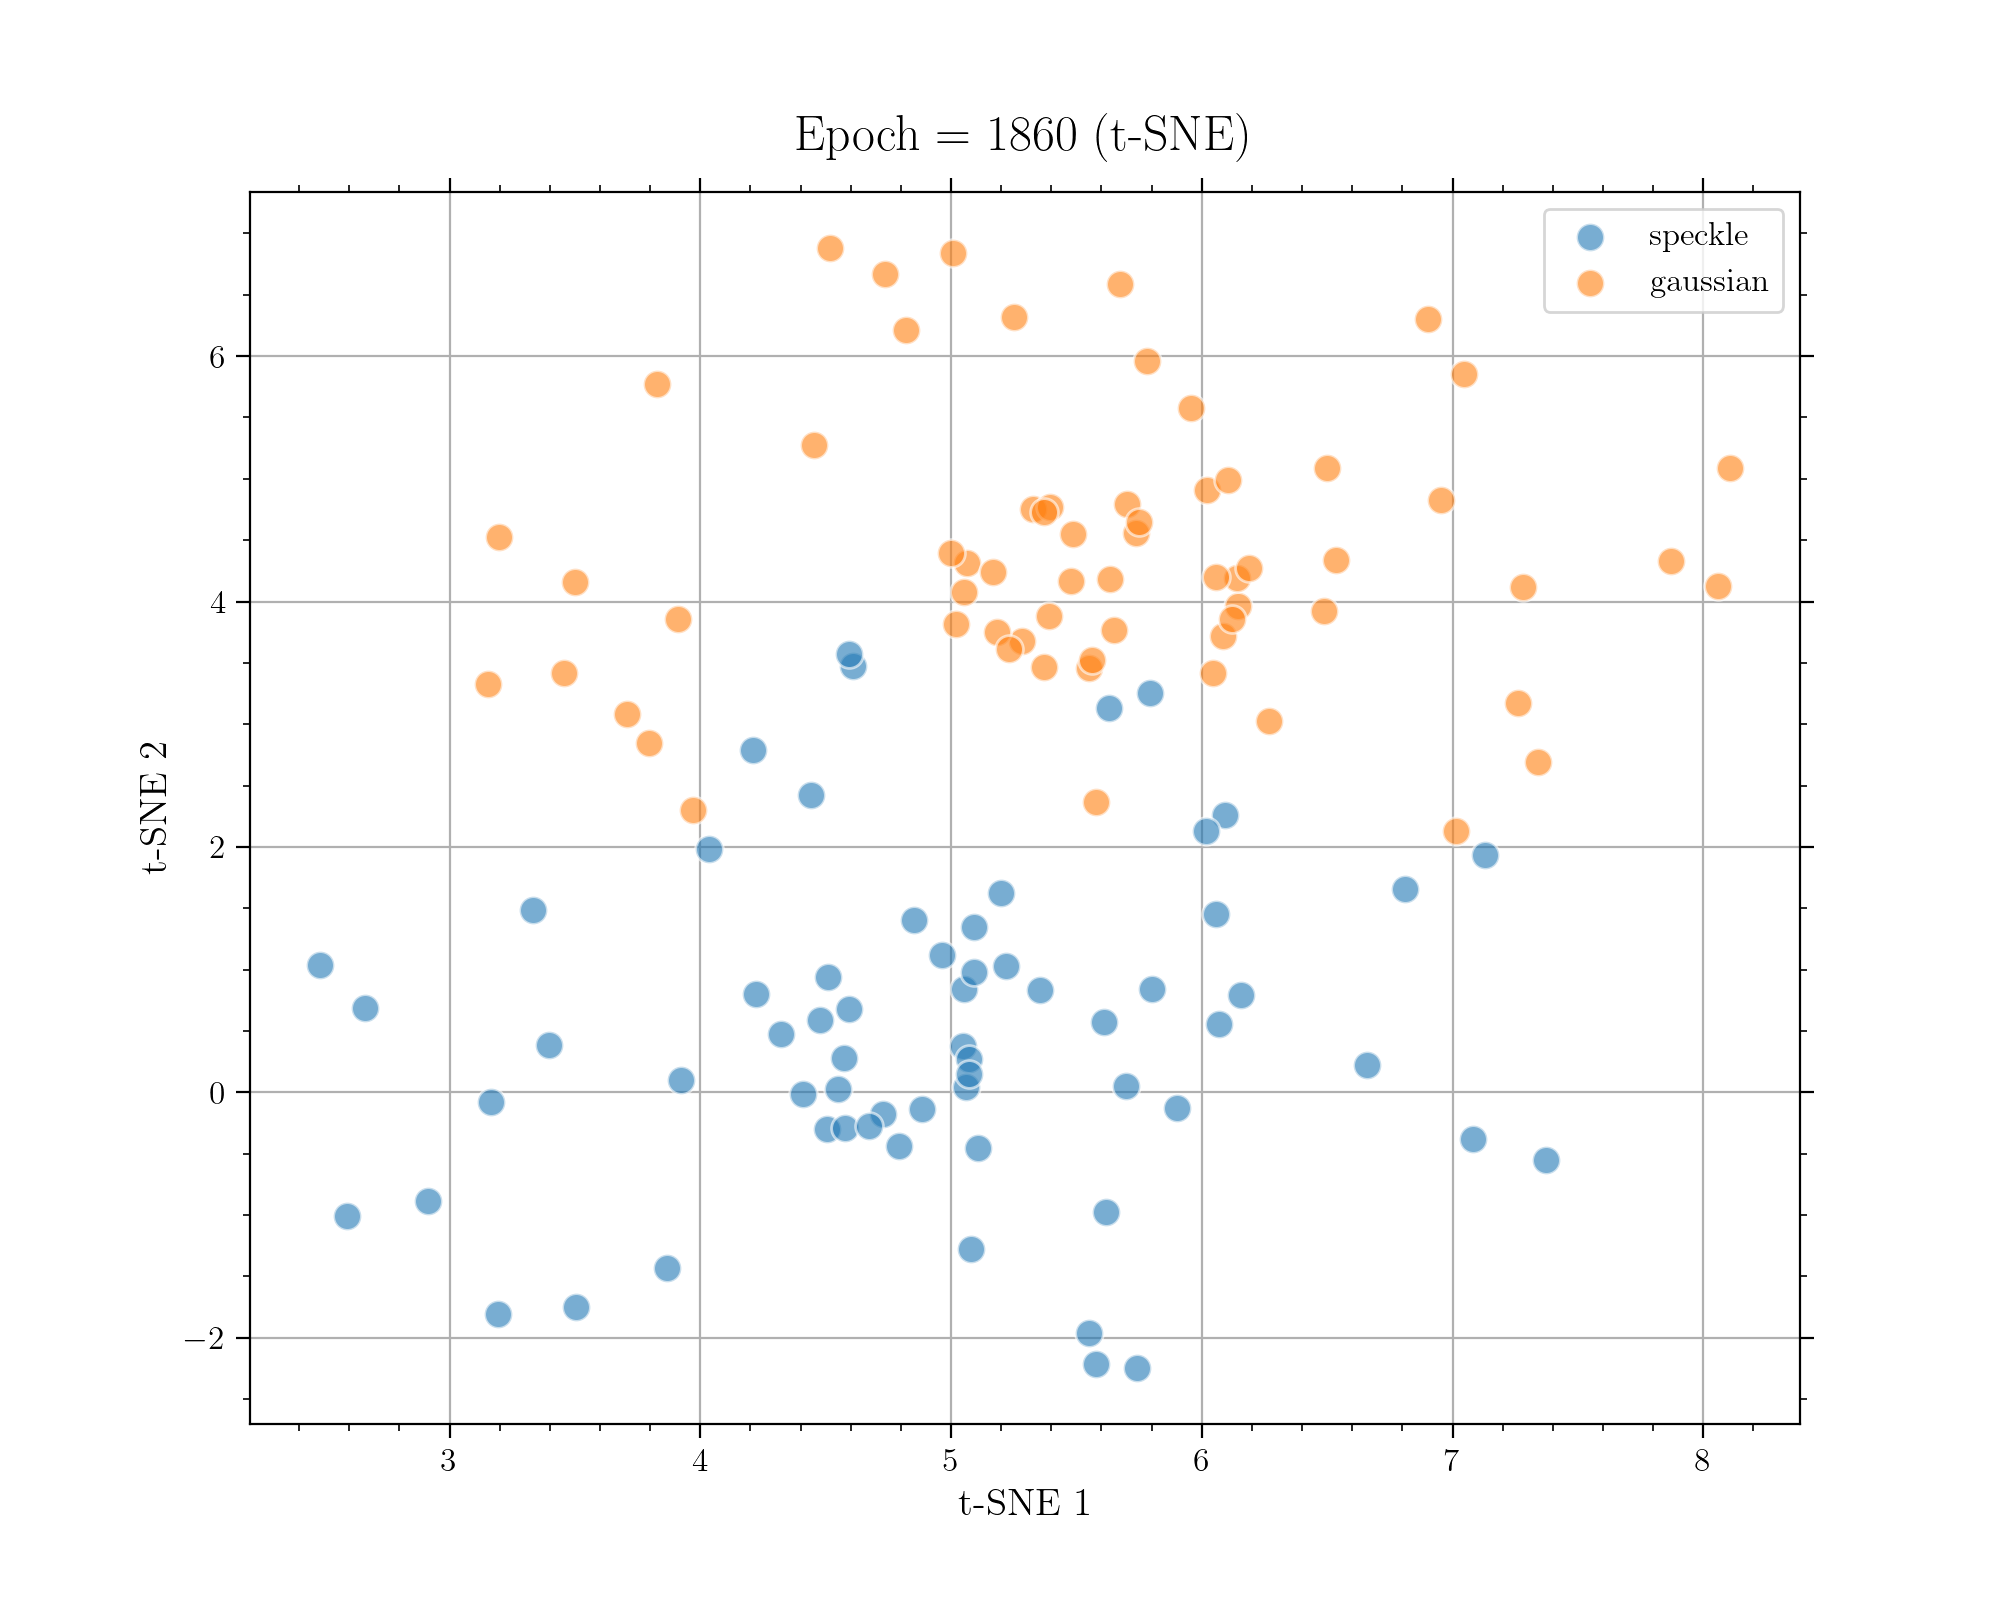 Epoch = 1860 (t-SNE)
speckle
gaussian
6
4
2
0
−2
t-SNE 2
3 4 5 6 7 8
t-SNE 1